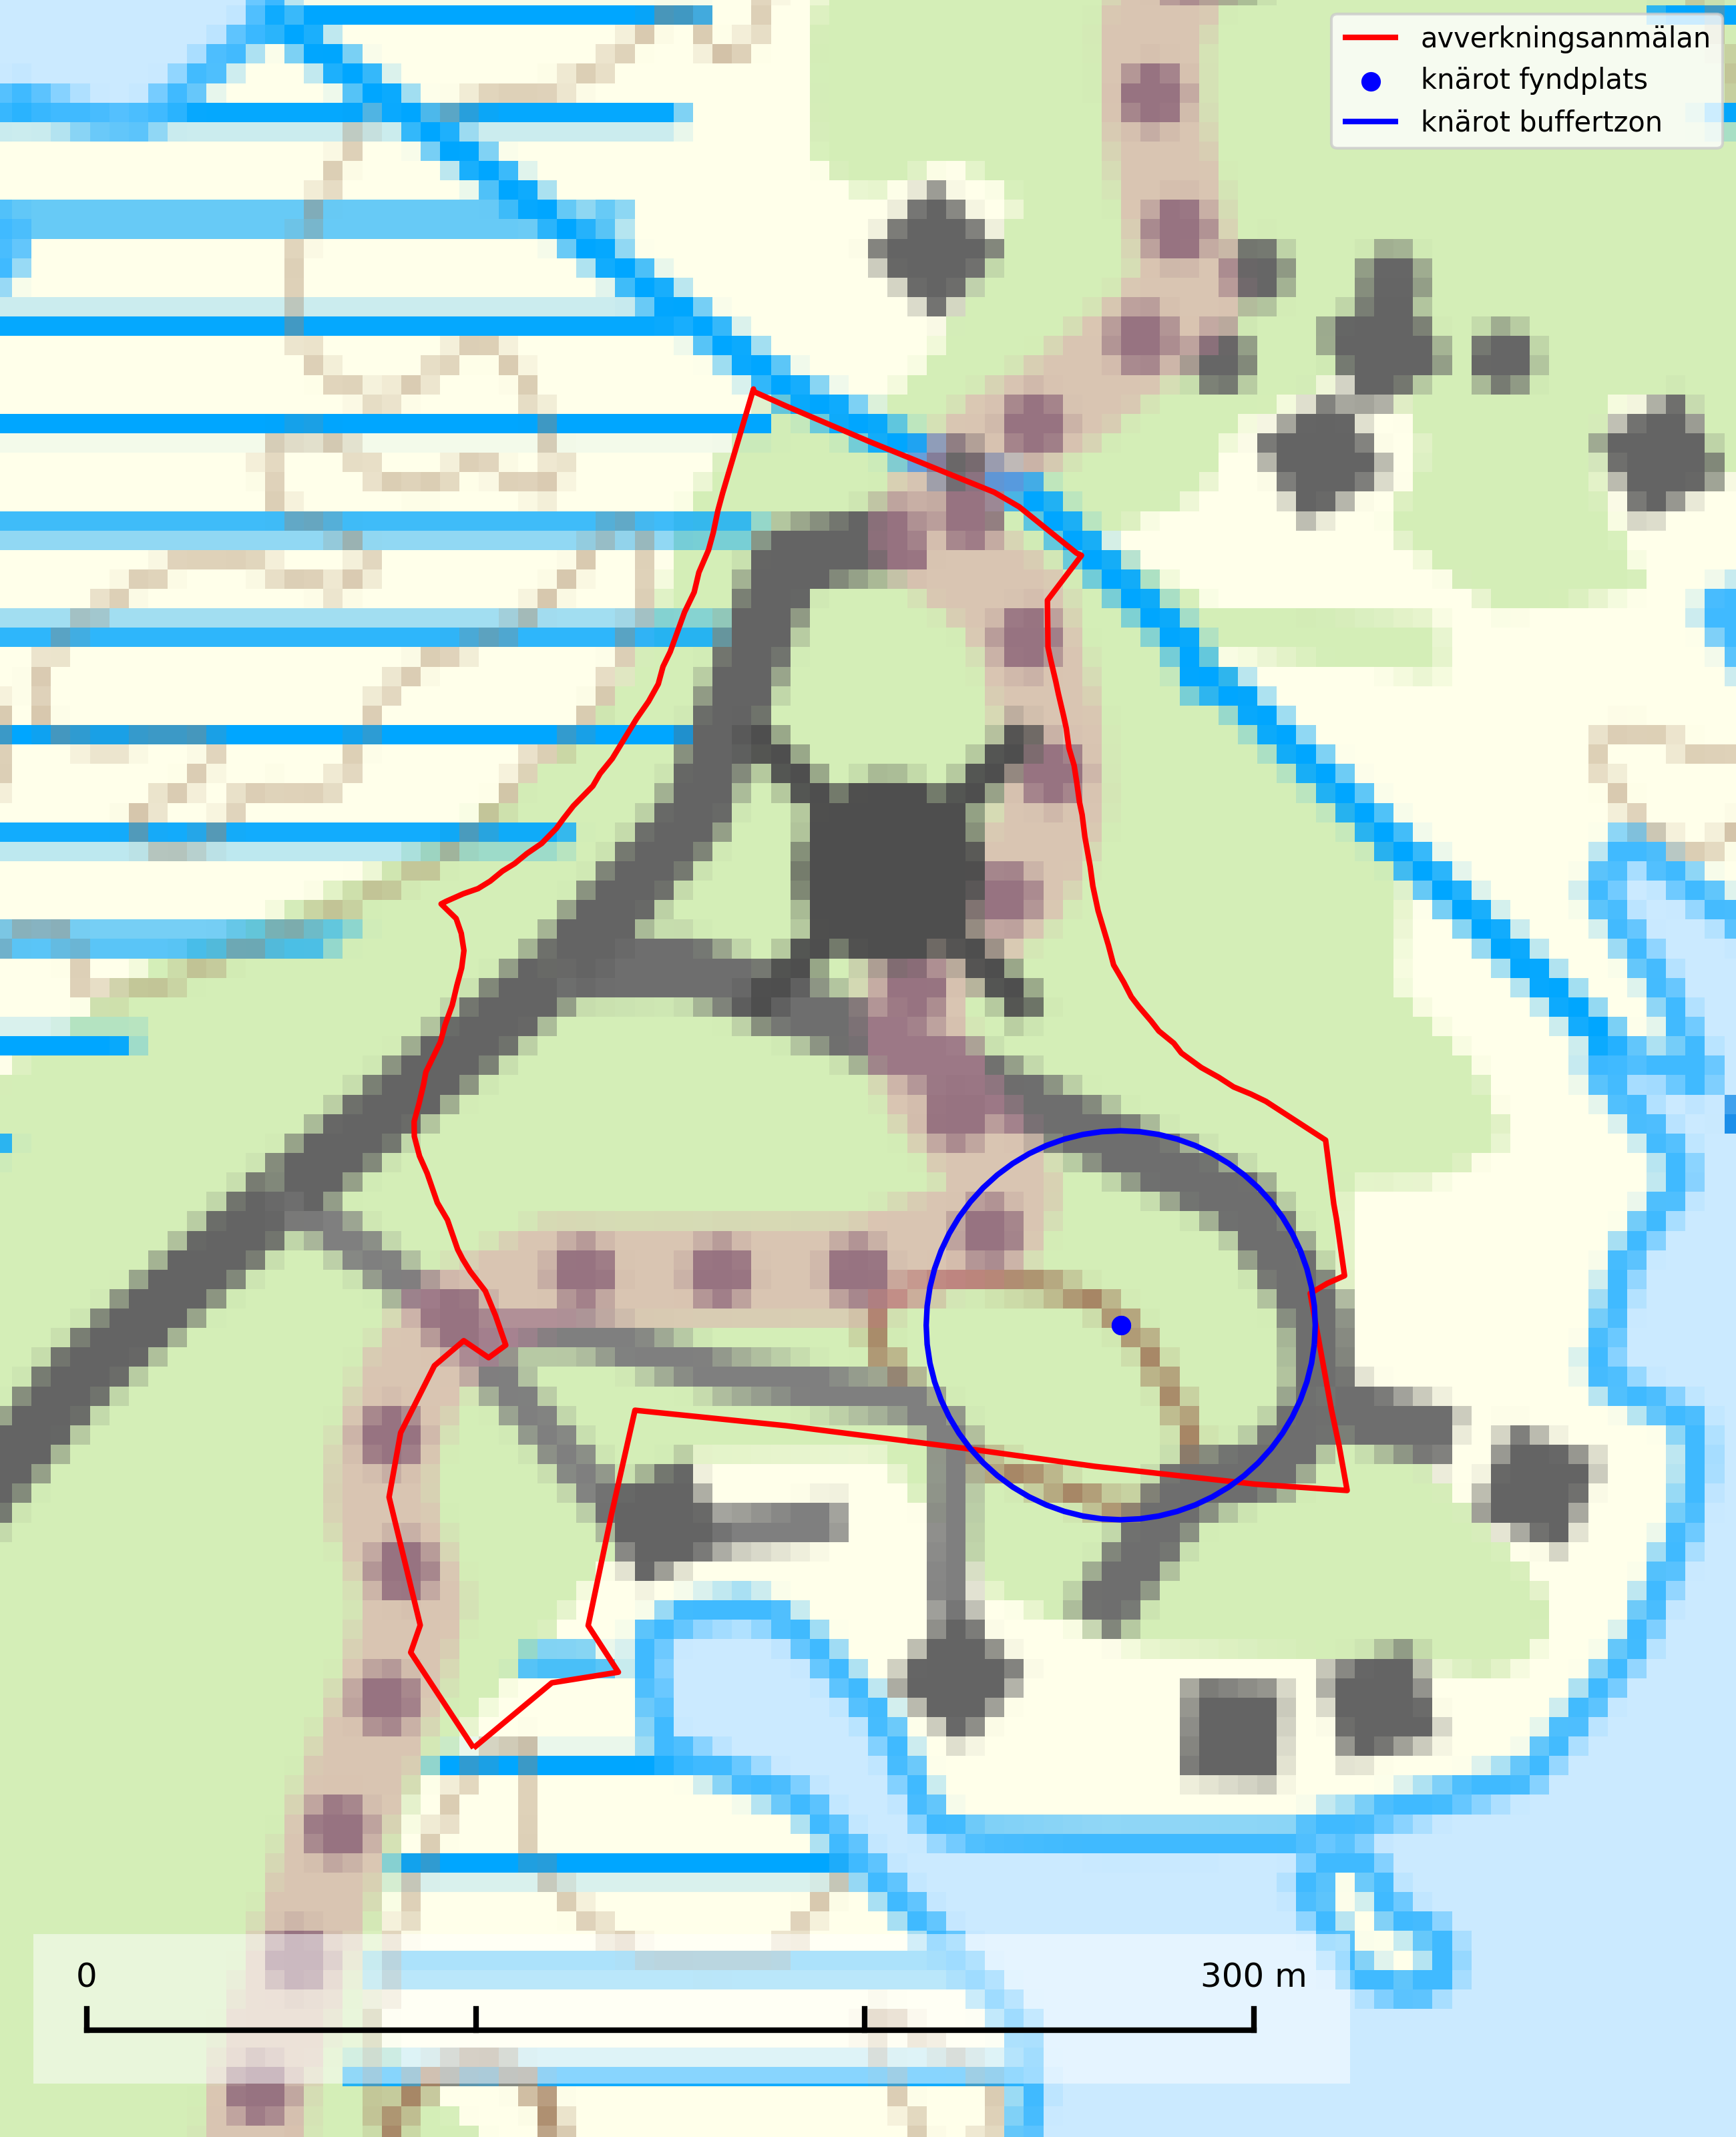 avverkningsanmälan
knärot fyndplats
knärot buffertzon
0
300 m